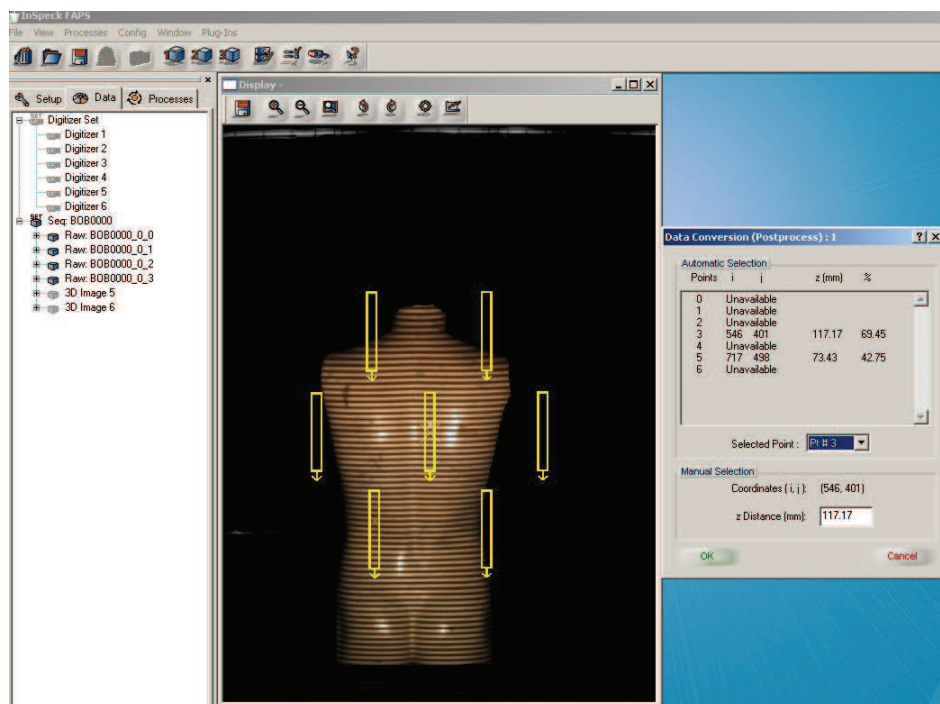 InSpeck FAPS
File View Processes Config Window Plug-Ins
Setup Data Processes
Digitizer Set
Digitizer 1
Digitizer 2
Digitizer 3
Digitizer 4
Digitizer 5
Digitizer 6
Seq: BOB0000
Raw: BOB0000_0_0
Raw: BOB0000_0_1
Raw: BOB0000_0_2
Raw: BOB0000_0_3
3D Image 5
3D Image 6
Display -
Data Conversion (Postprocess) : 1
Automatic Selection
Points i j z (mm) %
0 Unavailable
1 Unavailable
2 Unavailable
3 546 401 117.17 69.45
4 Unavailable
5 717 498 73.43 42.75
6 Unavailable
Selected Point : Pt # 3
Manual Selection
Coordinates ( i, j ): (546, 401)
z Distance (mm): 117.17
OK Cancel